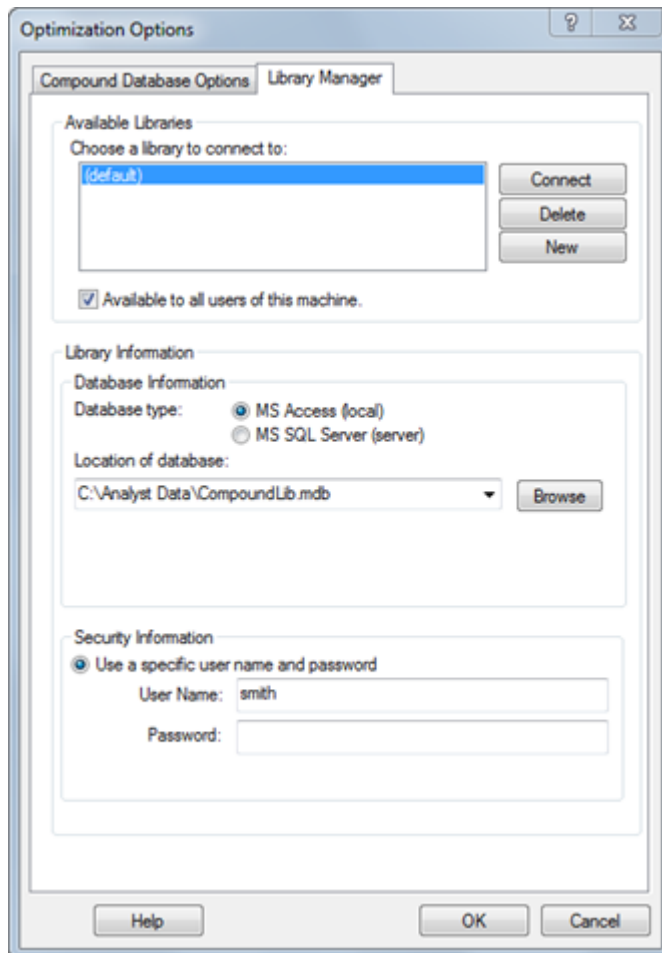 Optimization Options
?
Compound Database Options Library Manager
Available Libraries
Choose a library to connect to:
(default)
Connect
Delete
New
Available to all users of this machine.
Library Information
Database Information
Database type: MS Access (local)
MS SQL Server (server)
Location of database:
C:\Analyst Data\CompoundLib.mdb Browse
Security Information
Use a specific user name and password
User Name: smith
Password:
Help OK Cancel